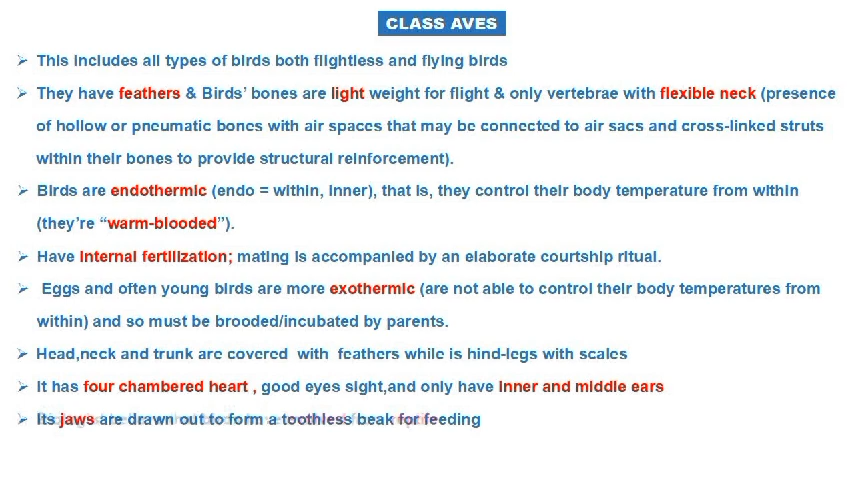 CLASS AVES
➢ This includes all types of birds both flightless and flying birds
➢ They have feathers & Birds’ bones are light weight for flight & only vertebrae with flexible neck (presence
of hollow or pneumatic bones with air spaces that may be connected to air sacs and cross-linked struts
within their bones to provide structural reinforcement).
➢ Birds are endothermic (endo = within, inner), that is, they control their body temperature from within
(they’re “warm-blooded”).
➢ Have internal fertilization; mating is accompanied by an elaborate courtship ritual.
➢ Eggs and often young birds are more exothermic (are not able to control their body temperatures from
within) and so must be brooded/incubated by parents.
➢ Head,neck and trunk are covered with feathers while is hind-legs with scales
➢ It has four chambered heart , good eyes sight,and only have inner and middle ears
➢ Its jaws are drawn out to form a toothless beak for feeding